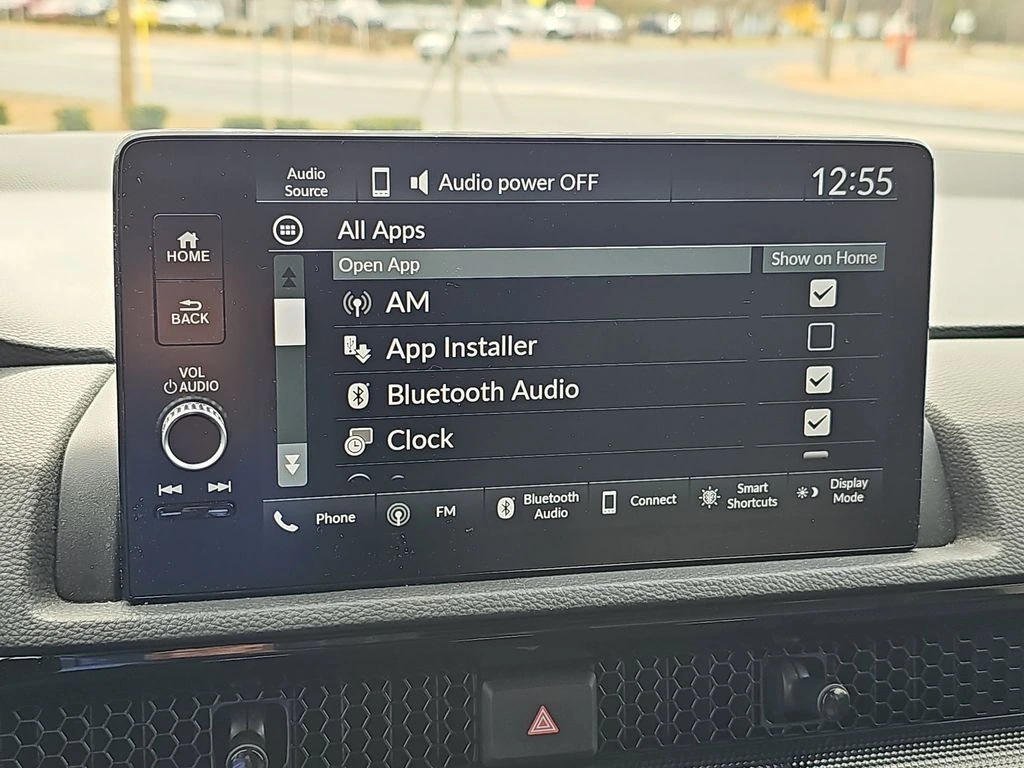 Audio
Source
Audio power OFF
12:55
HOME
BACK
VOL
AUDIO
All Apps
Open App
Show on Home
AM
App Installer
Bluetooth Audio
Clock
Phone
FM
Bluetooth
Audio
Connect
Smart
Shortcuts
Display
Mode